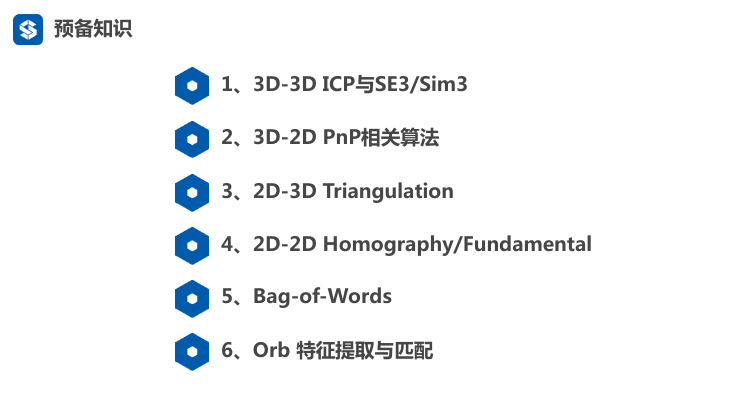 预备知识
1、3D-3D ICP与SE3/Sim3
2、3D-2D PnP相关算法
3、2D-3D Triangulation
4、2D-2D Homography/Fundamental
5、Bag-of-Words
6、Orb 特征提取与匹配